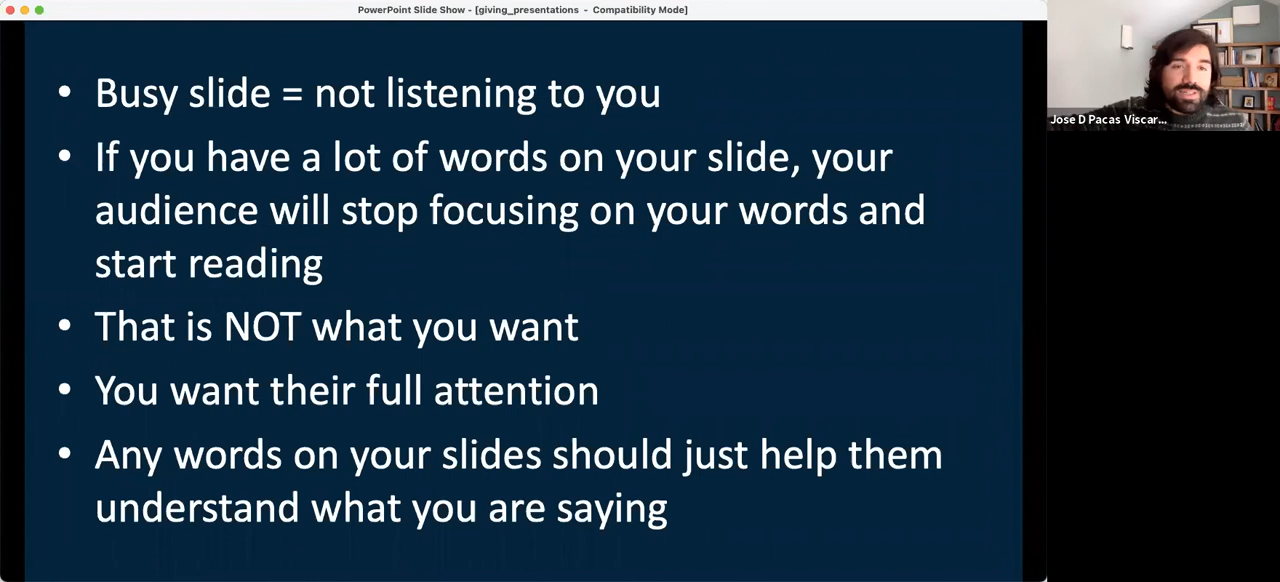 PowerPoint Slide Show - [giving_presentations - Compatibility Mode]
• Busy slide = not listening to you
• If you have a lot of words on your slide, your
audience will stop focusing on your words and
start reading
• That is NOT what you want
• You want their full attention
• Any words on your slides should just help them
understand what you are saying
Jose D Pacas Viscar...